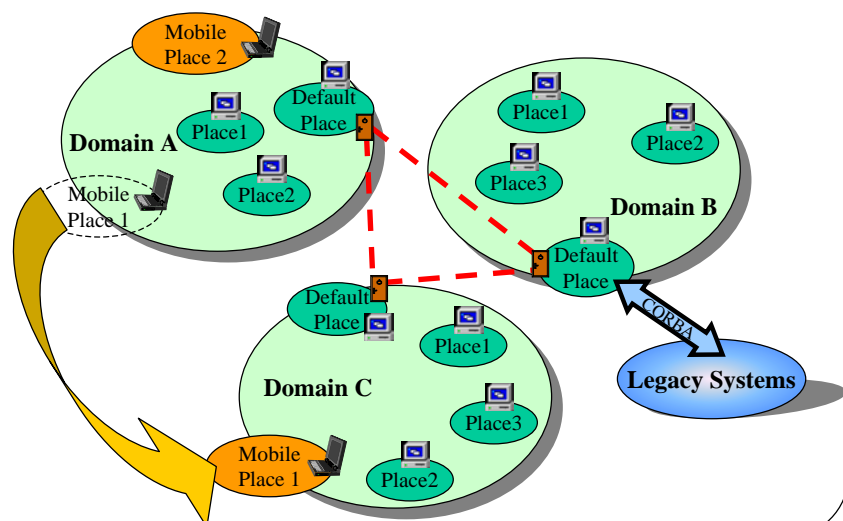 Mobile
Place 2
Default
Place
Place1
Domain A
Place2
Mobile
Place 1
Place1
Place2
Place3
Domain B
Default
Place
CORBA
Legacy Systems
Default
Place
Place1
Domain C
Place3
Mobile
Place 1
Place2